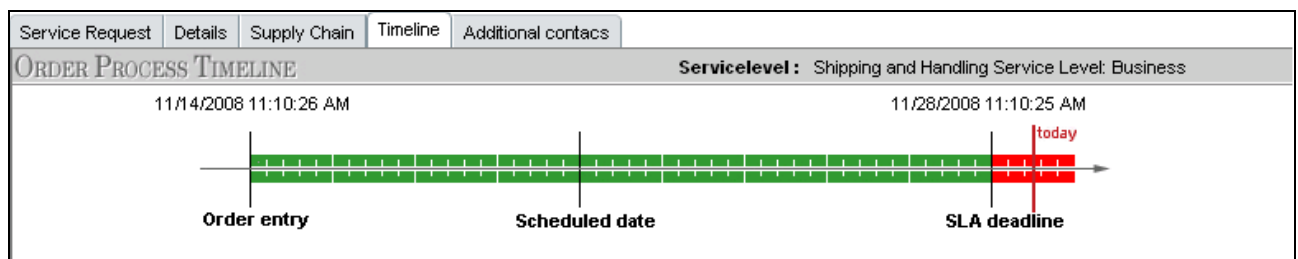 Service Request Details Supply Chain Timeline Additional contacs
ORDER PROCESS TIMELINE Servicelevel : Shipping and Handling Service Level: Business
11/14/2008 11:10:26 AM 11/28/2008 11:10:25 AM
today
Order entry Scheduled date SLA deadline